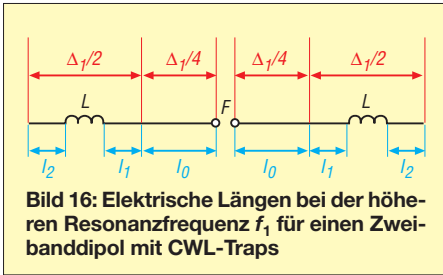 Δ₁/2 Δ₁/4 Δ₁/4 Δ₁/2
L F L
l₂ l₁ l₀ l₀ l₁ l₂
Bild 16: Elektrische Längen bei der höhe-
ren Resonanzfrequenz f₁ für einen Zwei-
banddipol mit CWL-Traps